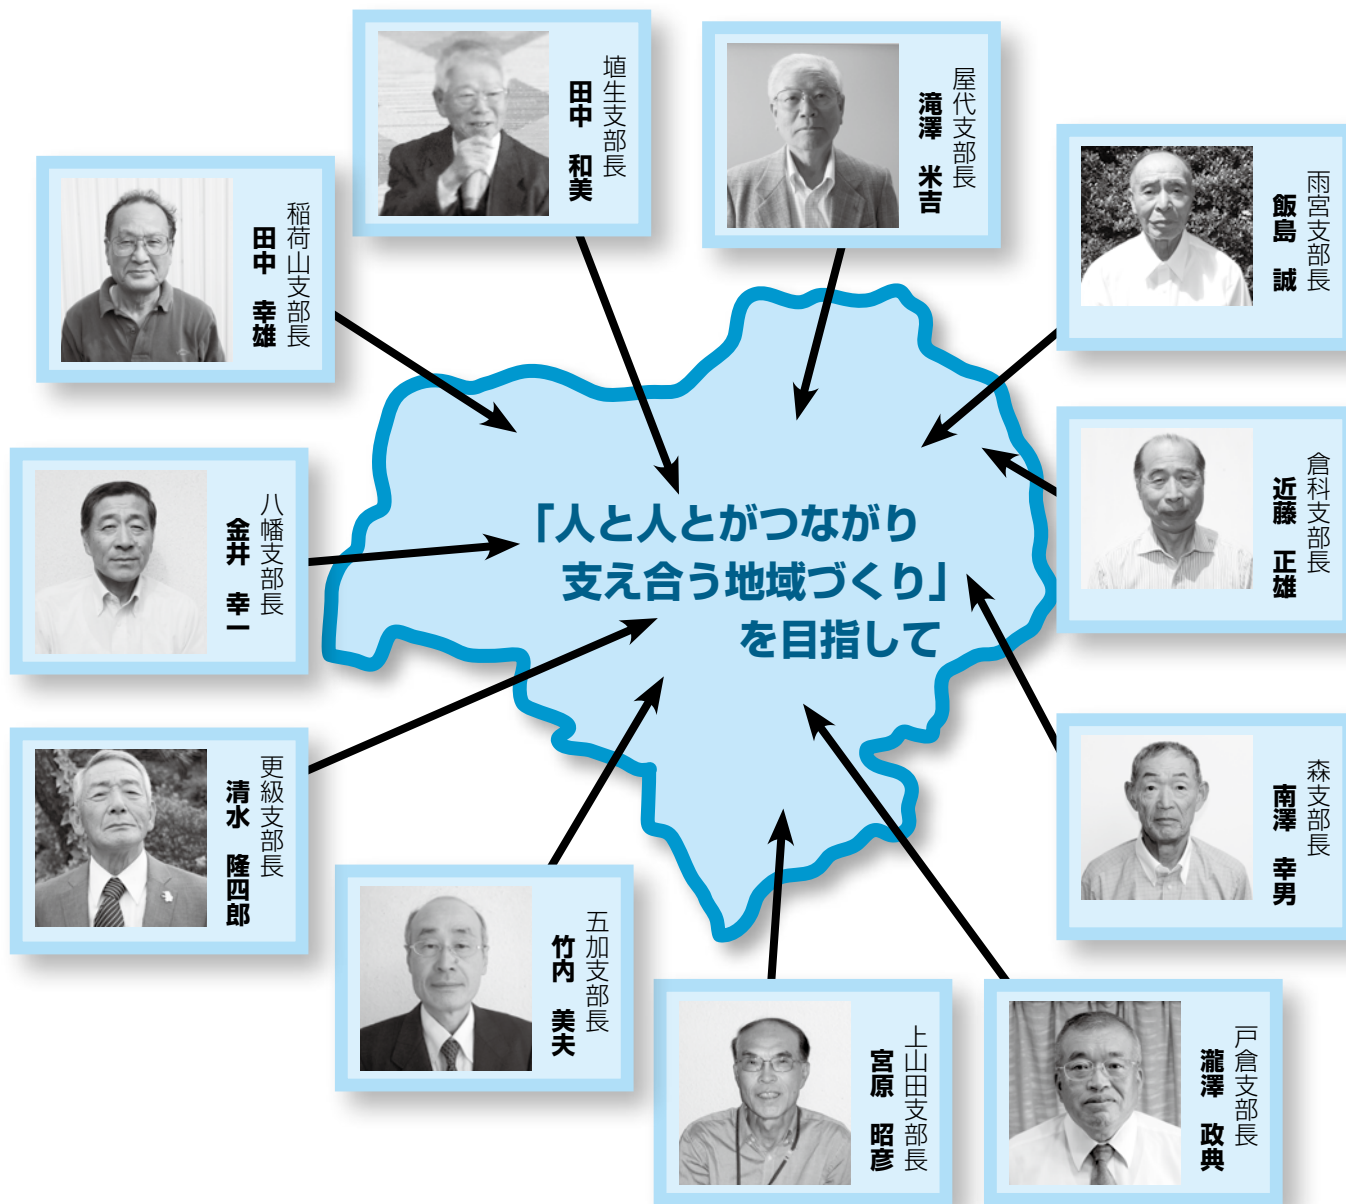 埴生支部長
田中 和美
屋代支部長
滝澤 米吉
雨宮支部長
飯島 誠
稲荷山支部長
田中 幸雄
倉科支部長
近藤 正雄
八幡支部長
金井 幸一
「人と人とがつながり
支え合う地域づくり」
を目指して
森支部長
南澤 幸男
更級支部長
清水 隆四郎
五加支部長
竹内 美夫
上山田支部長
宮原 昭彦
戸倉支部長
瀧澤 政典